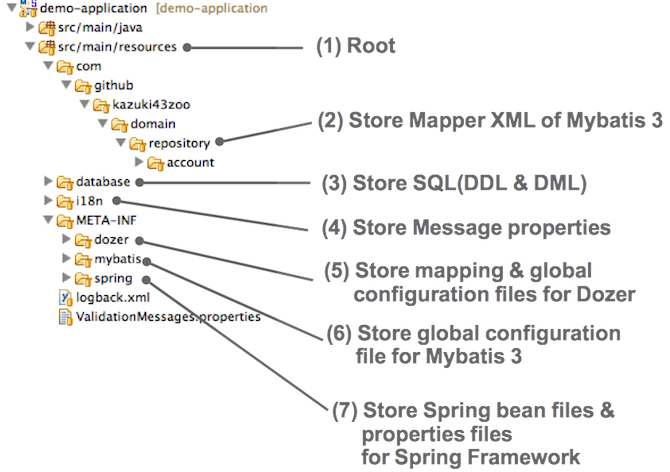 demo-application [demo-application
src/main/java
src/main/resources
(1) Root
com
github
kazuki43zoo
domain
(2) Store Mapper XML of Mybatis 3
repository
account
database
(3) Store SQL(DDL & DML)
i18n
META-INF
(4) Store Message properties
dozer
mybatis
(5) Store mapping & global
configuration files for Dozer
spring
logback.xml
ValidationMessages.properties
(6) Store global configuration
file for Mybatis 3
(7) Store Spring bean files &
properties files
for Spring Framework